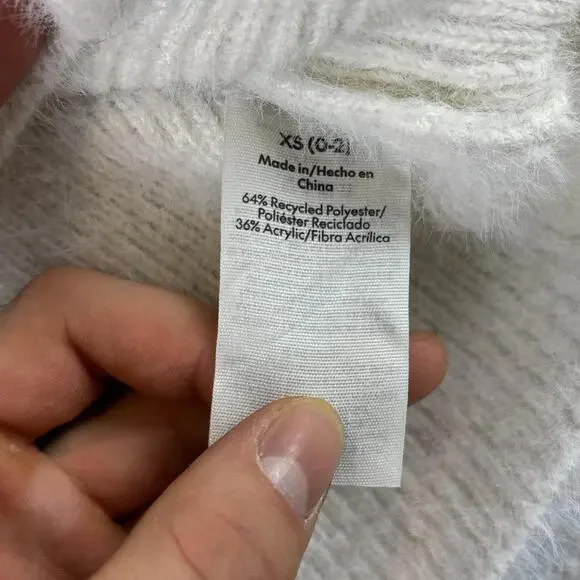 XS (0-2)
Made in/Hecho en
China
64% Recycled Polyester/
Poliéster Reciclado
36% Acrylic/Fibra Acrílica